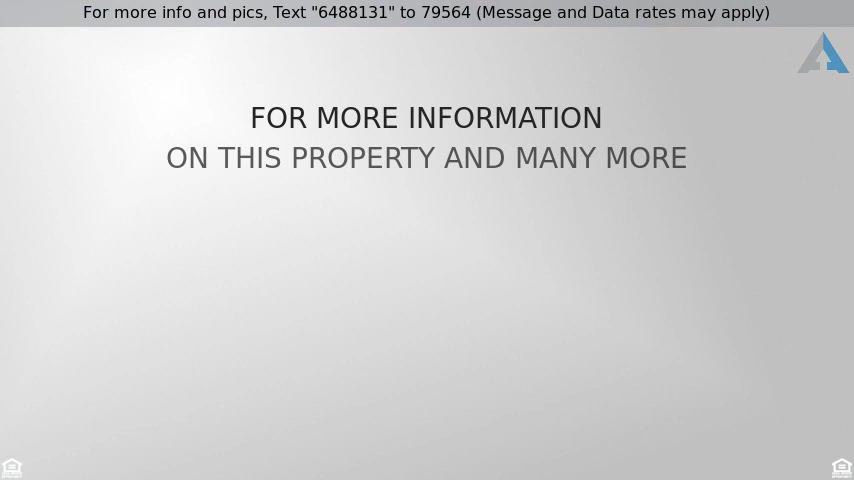 For more info and pics, Text "6488131" to 79564 (Message and Data rates may apply)
FOR MORE INFORMATION
ON THIS PROPERTY AND MANY MORE